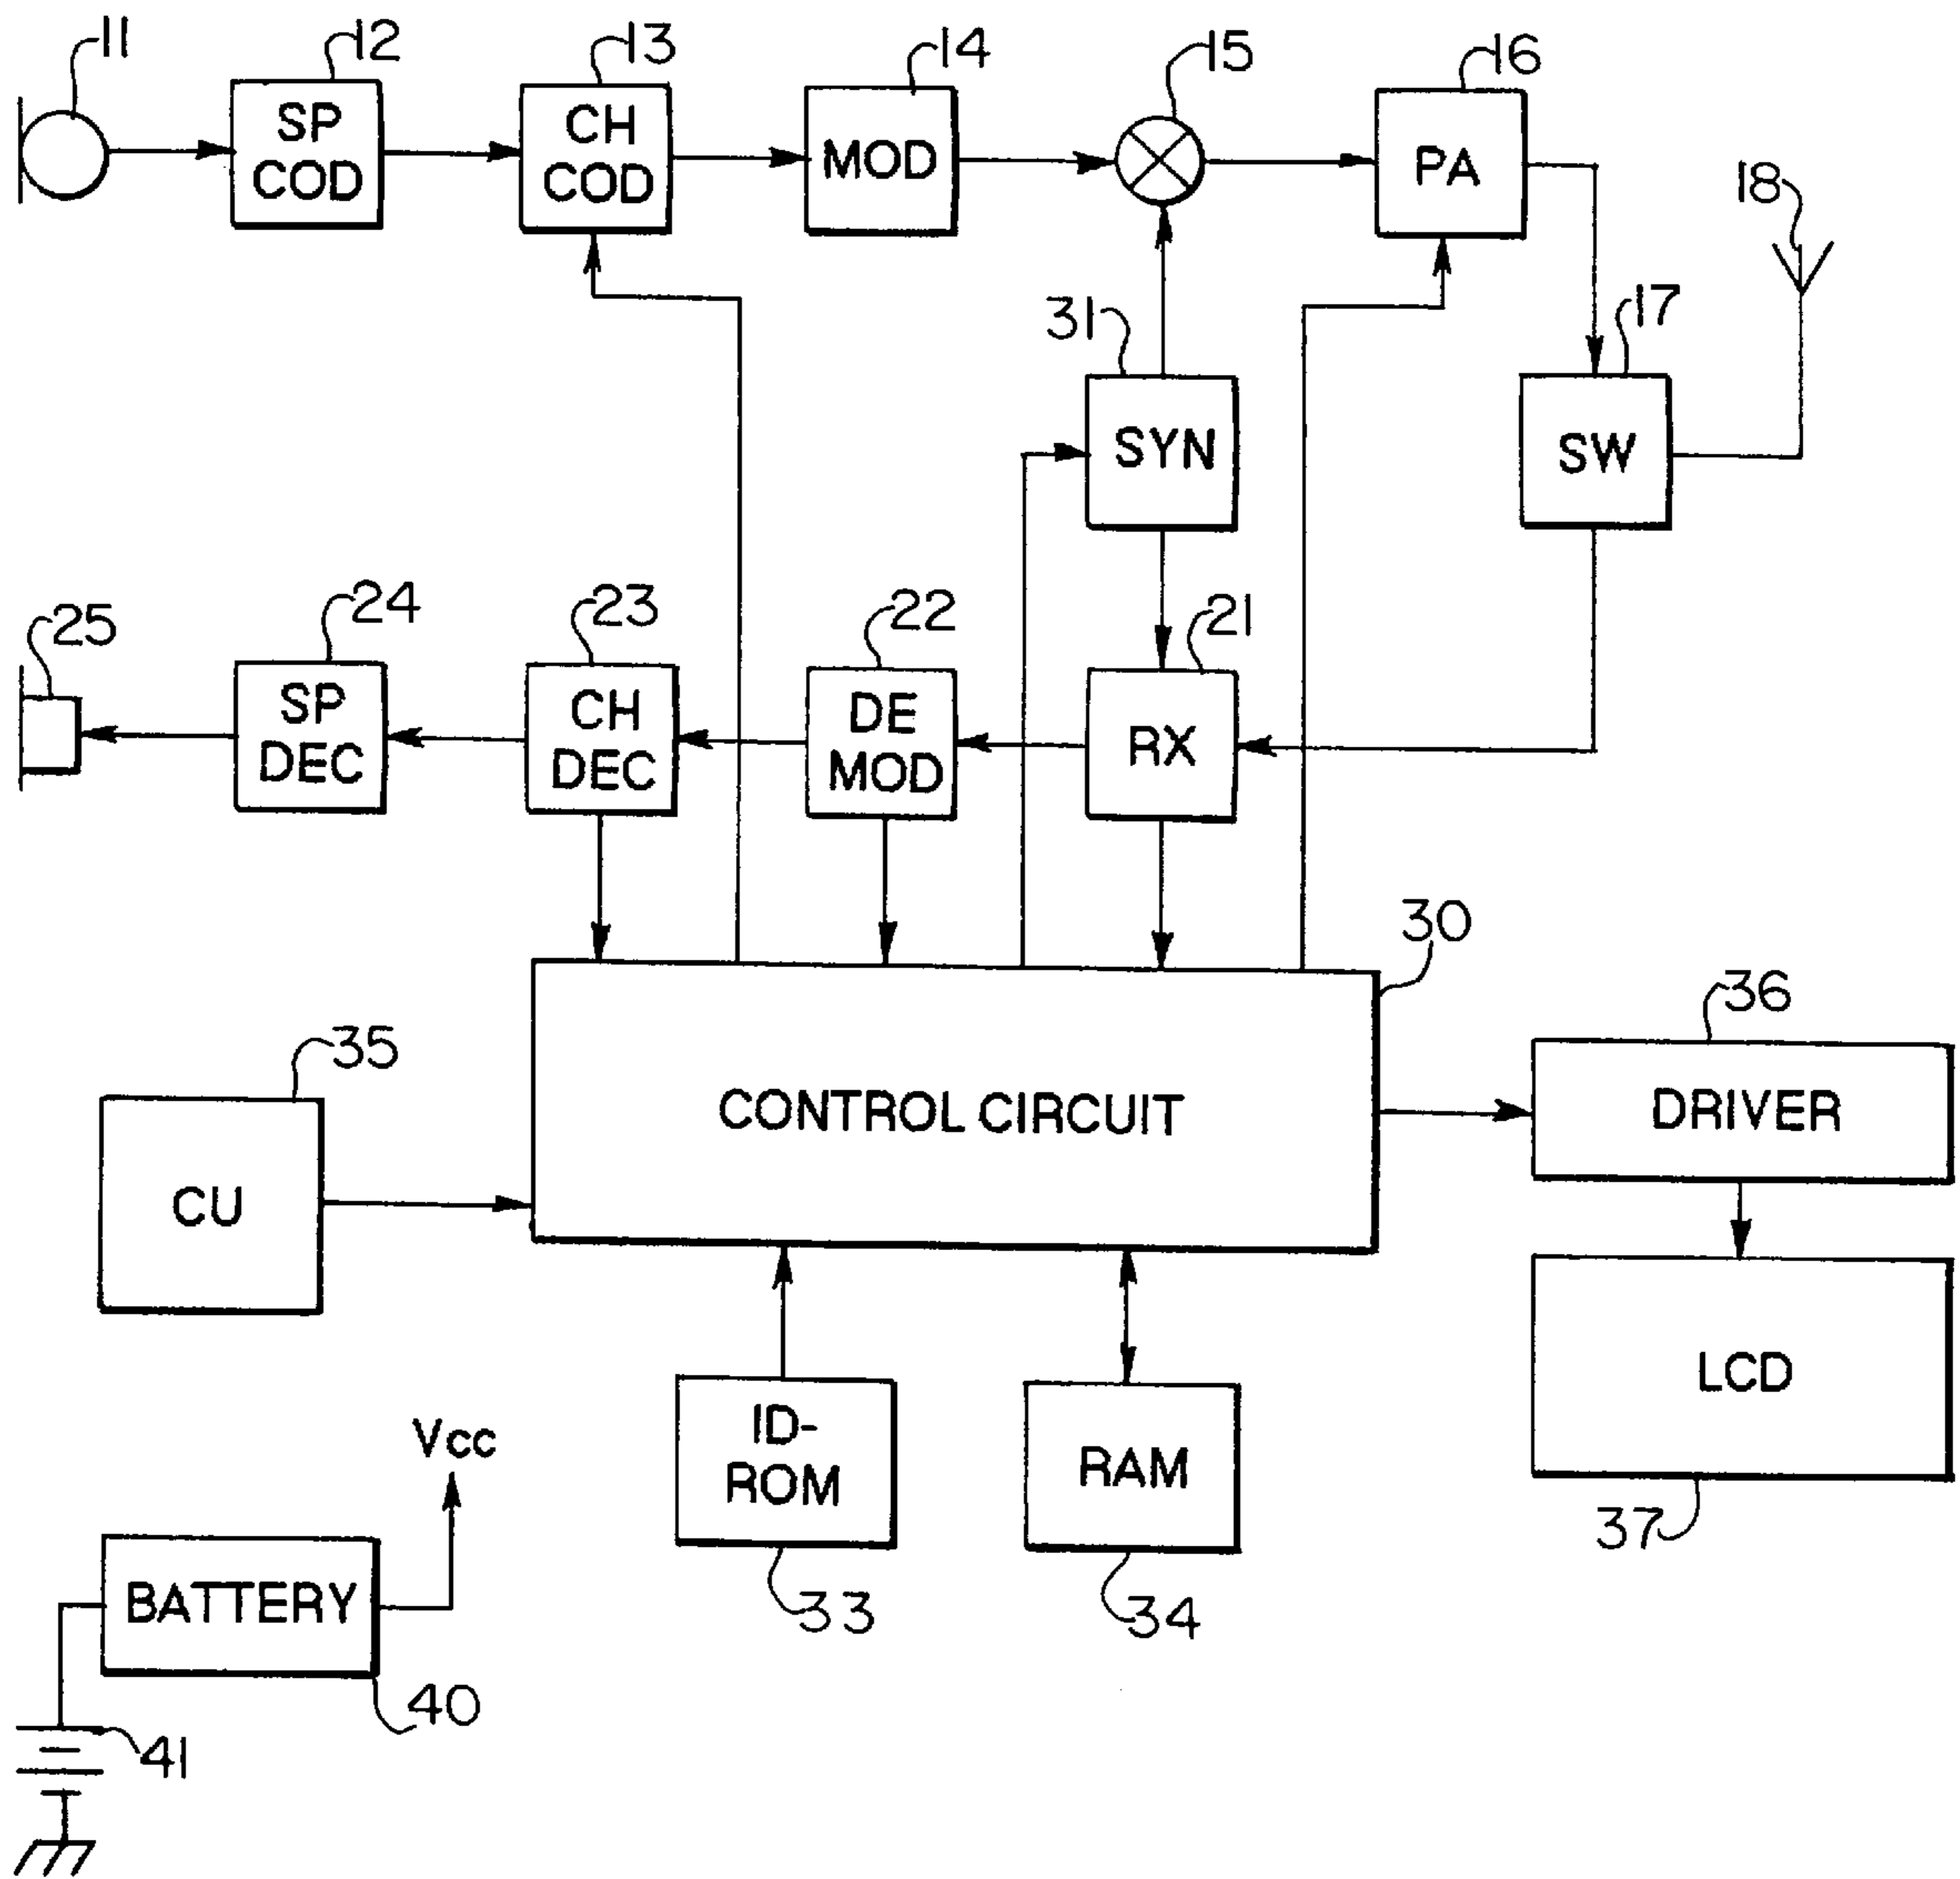 11
12
13
14
15
16
SP
COD
CH
COD
MOD
PA
18
31
17
SYN
SW
25
24
23
22
21
SP
DEC
CH
DEC
DE
MOD
RX
30
35
36
CONTROL CIRCUIT
DRIVER
CU
LCD
Vcc
ID-
ROM
RAM
37
BATTERY
33
34
40
41